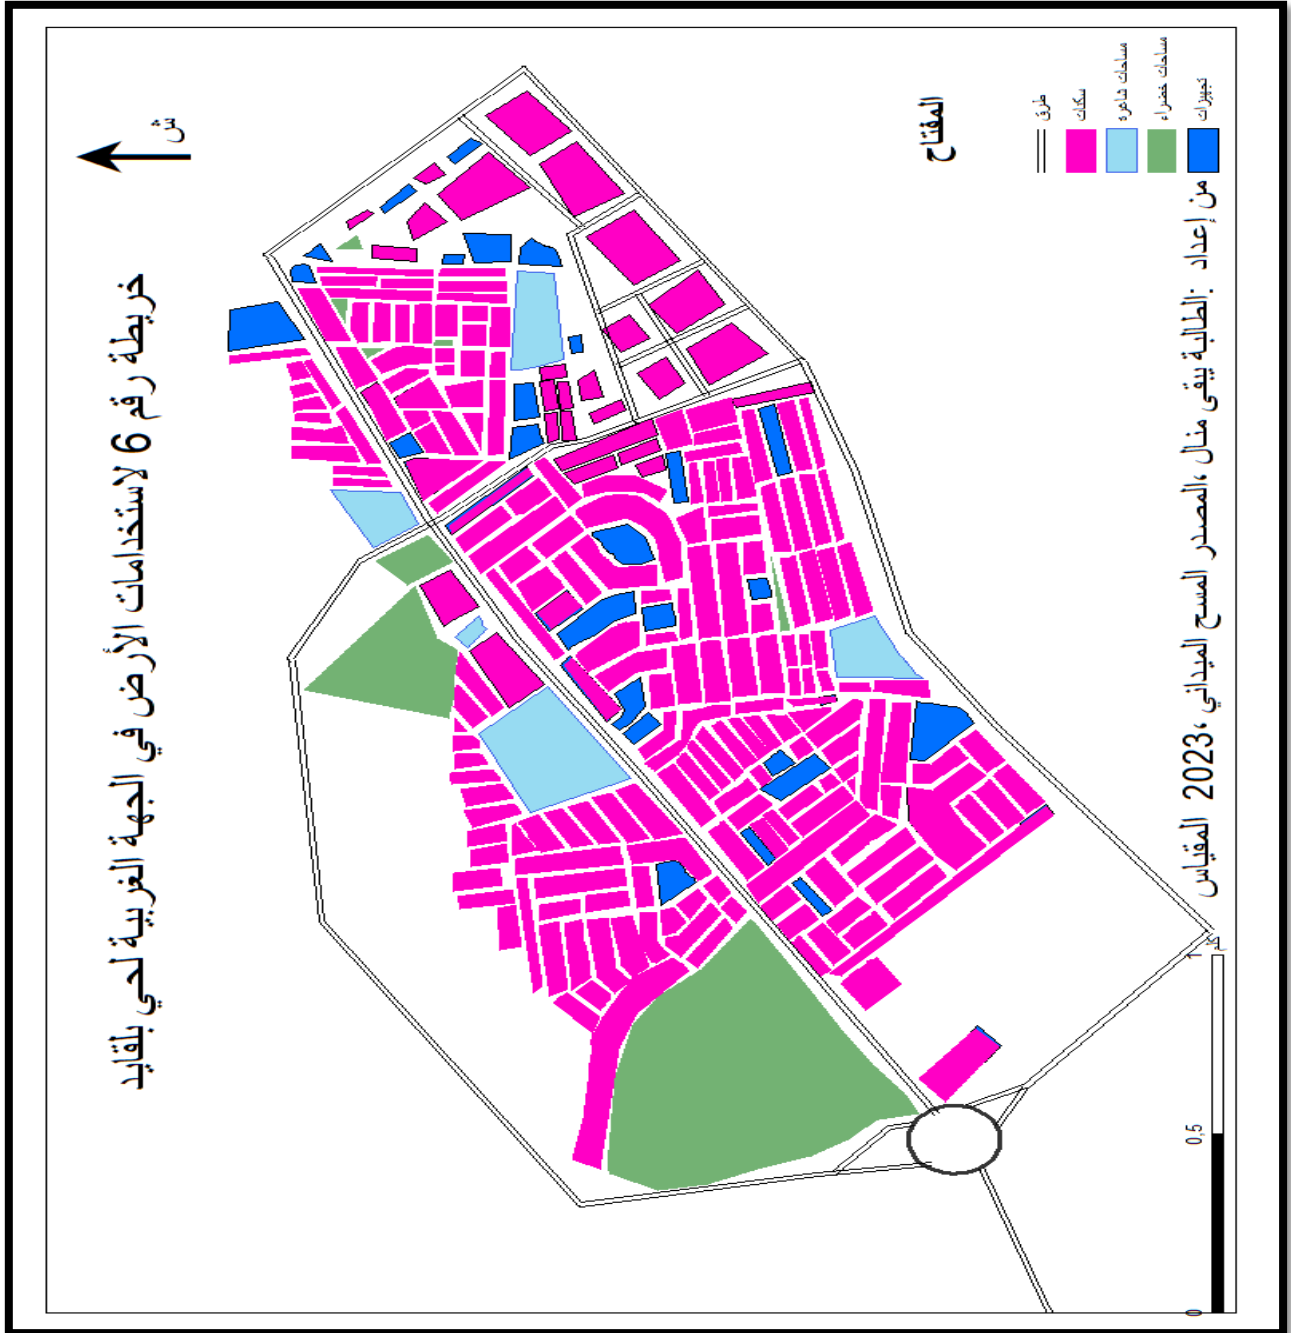 خريطة رقم 6 لاستخدامات الأرض في الجهة الغربية لحي بلقايد
ش
المفتاح
طرق
سكنات
مساحات شاغرة
مساحات خضراء
تجهيزات
من إعداد :الطالبة بيقى منال ،المصدر المسح الميداني ،2023 المقياس
0 0,5 1 كلم